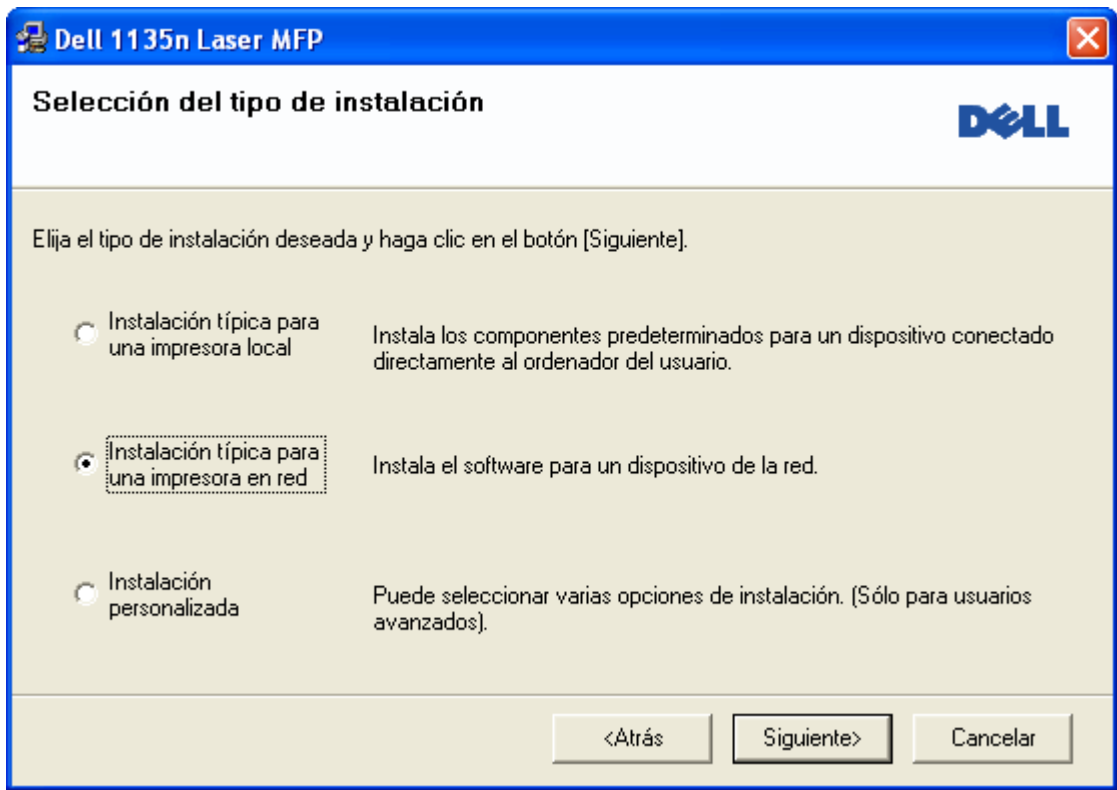 Dell 1135n Laser MFP
Selección del tipo de instalación
DELL
Elija el tipo de instalación deseada y haga clic en el botón [Siguiente].
Instalación típica para
una impresora local
Instala los componentes predeterminados para un dispositivo conectado
directamente al ordenador del usuario.
Instalación típica para
una impresora en red
Instala el software para un dispositivo de la red.
Instalación
personalizada
Puede seleccionar varias opciones de instalación. (Sólo para usuarios
avanzados).
<Atrás
Siguiente>
Cancelar